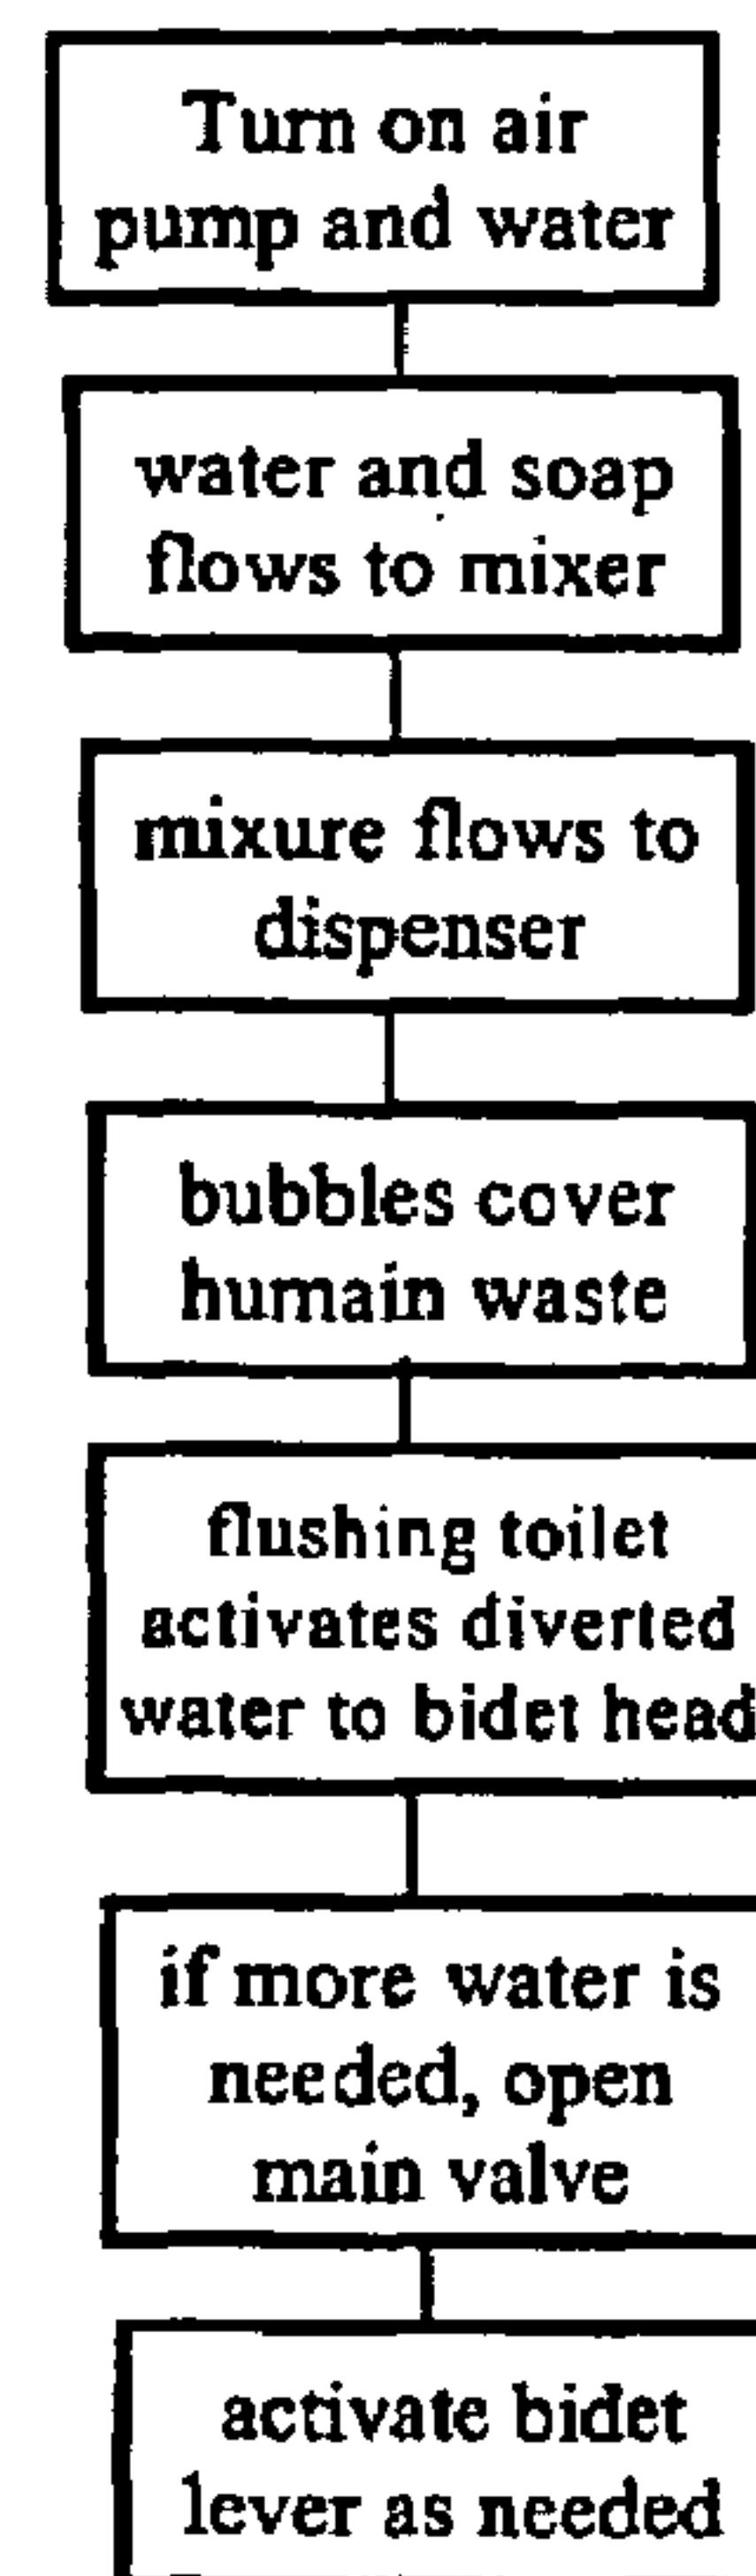 Turn on air
pump and water
water and soap
flows to mixer
mixure flows to
dispenser
bubbles cover
humain waste
flushing toilet
activates diverted
water to bidet head
if more water is
needed, open
main valve
activate bidet
lever as needed